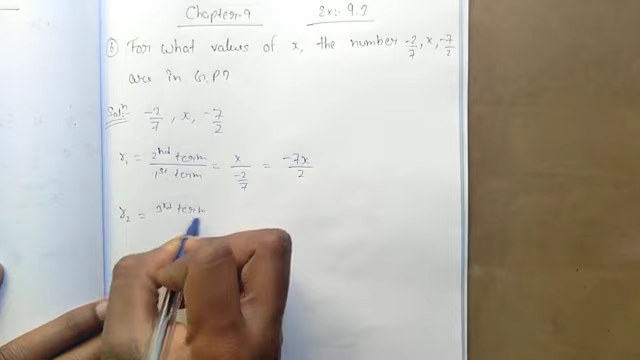 Chapter-9 Ex:- 9.3
⑥ For what values of x, the number -2/7, x, -7/2
are in G.P?
Solⁿ:- -2/7, x, -7/2
r₁ = 2nd term / 1st term = x / (-2/7) = -7x/2
r₂ = 3rd term